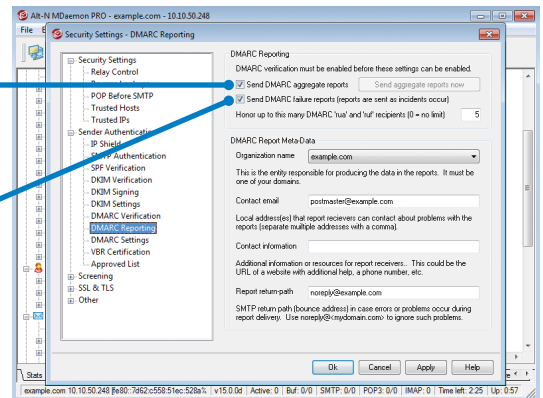 Alt-N MDaemon PRO - example.com - 10.10.50.248
File
Security Settings - DMARC Reporting
Security Settings
Relay Control
POP Before SMTP
Trusted Hosts
Trusted IPs
Sender Authentication
IP Shield
SMTP Authentication
SPF Verification
DKIM Verification
DKIM Signing
DKIM Settings
DMARC Verification
DMARC Reporting
DMARC Settings
VBR Certification
Approved List
Screening
SSL & TLS
Other
DMARC Reporting
DMARC verification must be enabled before these settings can be enabled.
Send DMARC aggregate reports
Send aggregate reports now
Send DMARC failure reports (reports are sent as incidents occur)
Honor up to this many DMARC 'rua' and 'ruf' recipients (0 = no limit) 5
DMARC Report Meta-Data
Organization name example.com
This is the entity responsible for producing the data in the reports. It must be
one of your domains.
Contact email postmaster@example.com
Local address(es) that report recievers can contact about problems with the
reports (separate multiple addresses with a comma).
Contact information
Additional information or resources for report receivers.. This could be the
URL of a website with additional help, a phone number, etc.
Report return-path noreply@example.com
SMTP return path (bounce address) in case errors or problems occur during
report delivery. Use noreply@<mydomain.com> to ignore such problems.
Ok Cancel Apply Help
Stats
example.com 10.10.50.248 fe80::7d62:c558:51ec:528a% v15.0.0d Active: 0 Buf: 0/0 SMTP: 0/0 POP3: 0/0 IMAP: 0 Time left: 2:25 Up: 0:57